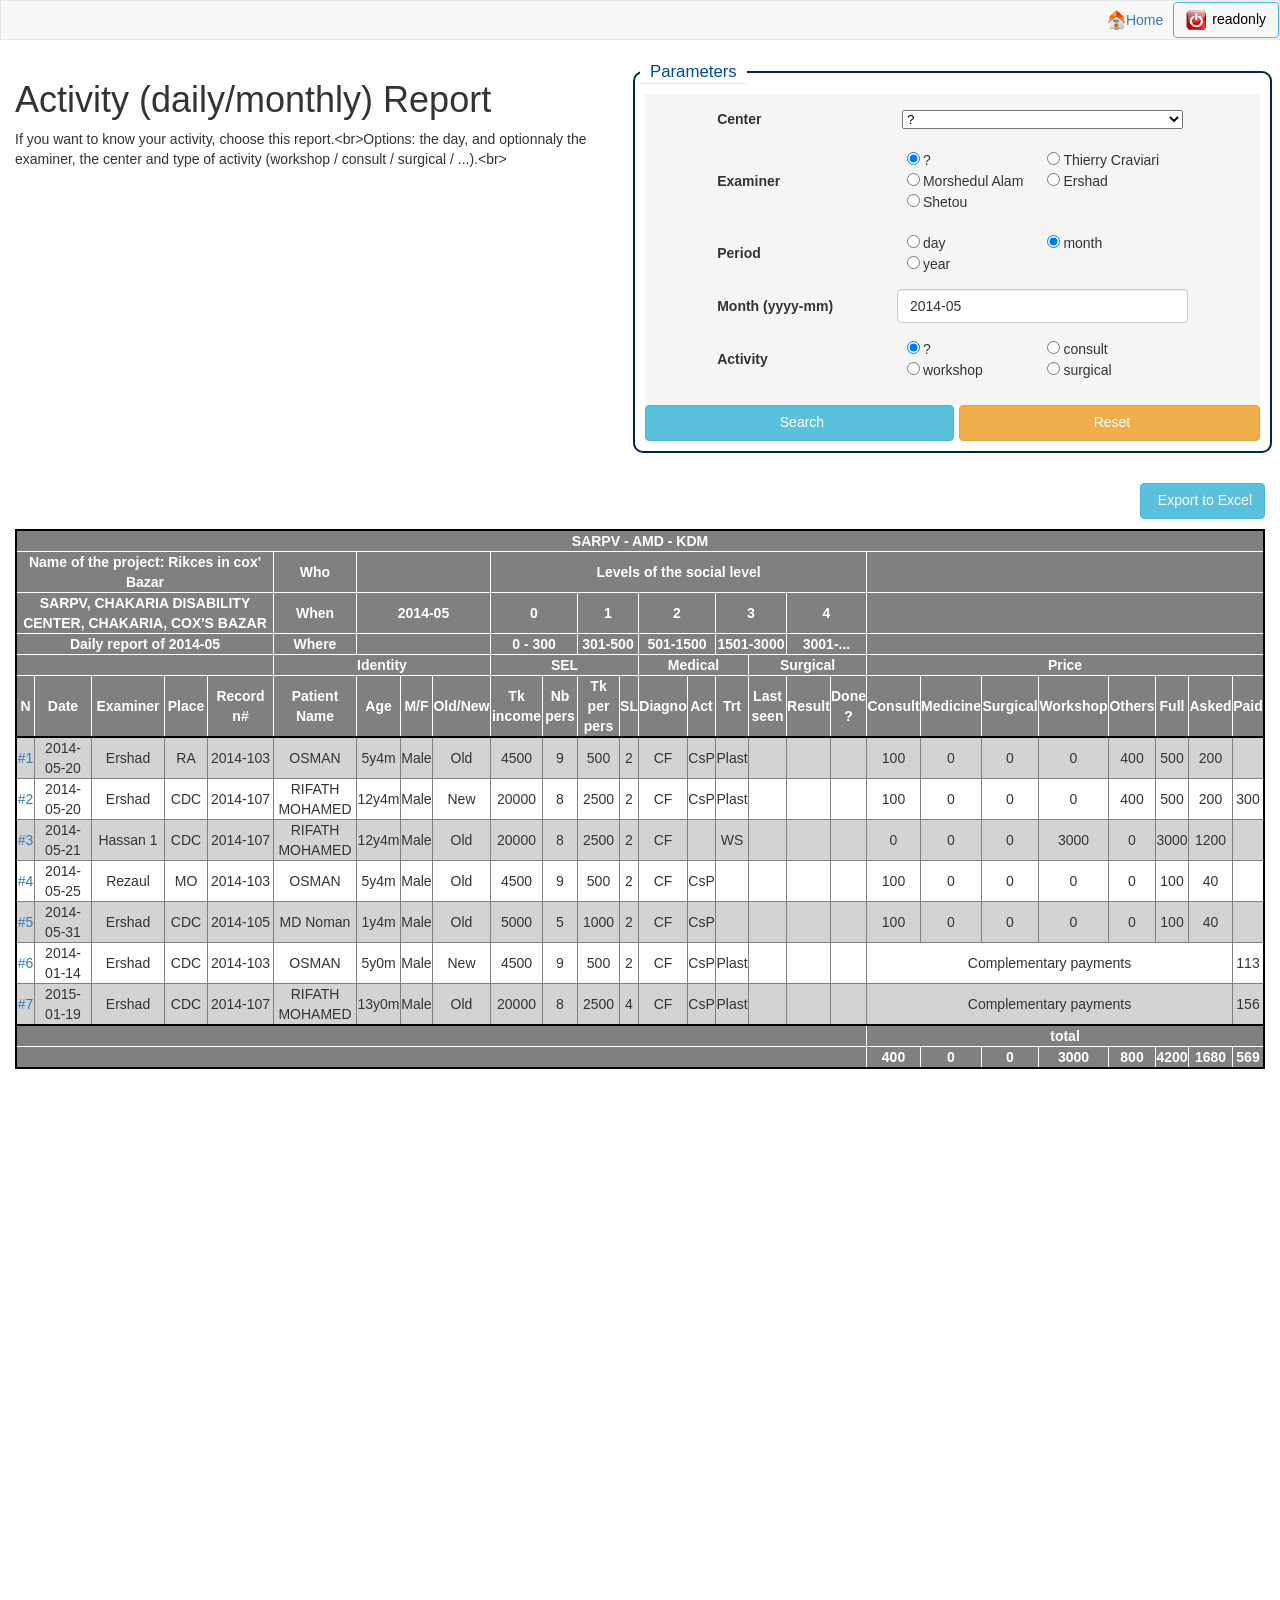 Home
readonly
Activity (daily/monthly) Report
If you want to know your activity, choose this report.<br>Options: the day, and optionnaly the
examiner, the center and type of activity (workshop / consult / surgical / ...).<br>
Parameters
Center ?
Examiner
? Thierry Craviari
Morshedul Alam Ershad
Shetou
Period
day month
year
Month (yyyy-mm) 2014-05
Activity
? consult
workshop surgical
Search Reset
Export to Excel
SARPV - AMD - KDM
Name of the project: Rikces in cox' Bazar Who Levels of the social level
SARPV, CHAKARIA DISABILITY CENTER, CHAKARIA, COX'S BAZAR When 2014-05 0 1 2 3 4
Daily report of 2014-05 Where 0 - 300 301-500 501-1500 1501-3000 3001-...
Identity SEL Medical Surgical Price
N Date Examiner Place Record n# Patient Name Age M/F Old/New Tk income Nb pers Tk per pers SL Diagno Act Trt Last seen Result Done ? Consult Medicine Surgical Workshop Others Full Asked Paid
#1 2014-05-20 Ershad RA 2014-103 OSMAN 5y4m Male Old 4500 9 500 2 CF CsP Plast 100 0 0 0 400 500 200
#2 2014-05-20 Ershad CDC 2014-107 RIFATH MOHAMED 12y4m Male New 20000 8 2500 2 CF CsP Plast 100 0 0 0 400 500 200 300
#3 2014-05-21 Hassan 1 CDC 2014-107 RIFATH MOHAMED 12y4m Male Old 20000 8 2500 2 CF WS 0 0 0 3000 0 3000 1200
#4 2014-05-25 Rezaul MO 2014-103 OSMAN 5y4m Male Old 4500 9 500 2 CF CsP 100 0 0 0 0 100 40
#5 2014-05-31 Ershad CDC 2014-105 MD Noman 1y4m Male Old 5000 5 1000 2 CF CsP 100 0 0 0 0 100 40
#6 2014-01-14 Ershad CDC 2014-103 OSMAN 5y0m Male New 4500 9 500 2 CF CsP Plast Complementary payments 113
#7 2015-01-19 Ershad CDC 2014-107 RIFATH MOHAMED 13y0m Male Old 20000 8 2500 4 CF CsP Plast Complementary payments 156
total
400 0 0 3000 800 4200 1680 569